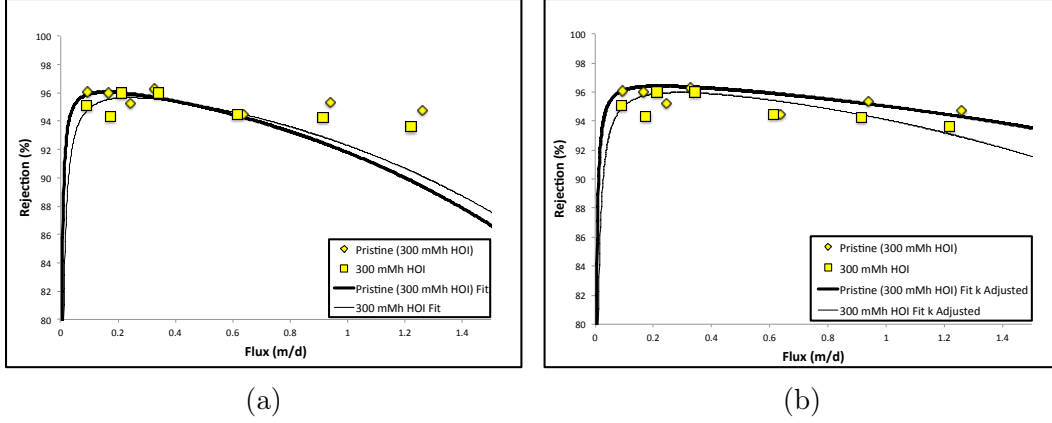 100
98
96
94
92
90
88
86
84
82
80
Rejection (%)
0
0.2
0.4
0.6
0.8
1
1.2
1.4
Flux (m/d)
Pristine (300 mMh HOI)
300 mMh HOI
Pristine (300 mMh HOI) Fit
300 mMh HOI Fit
(a)
100
98
96
94
92
90
88
86
84
82
80
Rejection (%)
0
0.2
0.4
0.6
0.8
1
1.2
1.4
Flux (m/d)
Pristine (300 mMh HOI)
300 mMh HOI
Pristine (300 mMh HOI) Fit k Adjusted
300 mMh HOI Fit k Adjusted
(b)